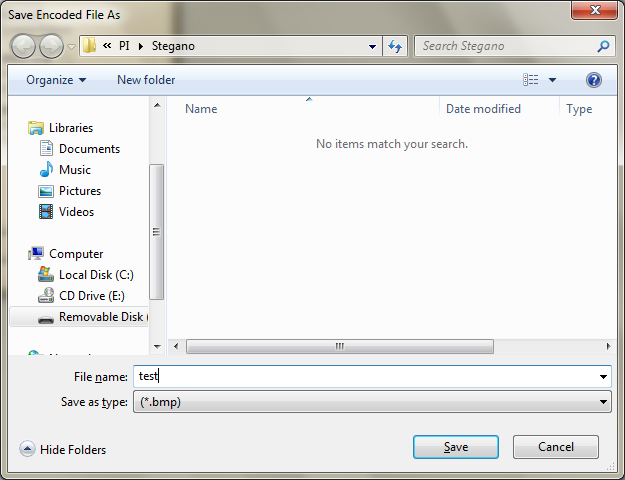 Save Encoded File As
« PI ▸ Stegano
Search Stegano
Organize
New folder
Name
Date modified
Type
No items match your search.
Libraries
Documents
Music
Pictures
Videos
Computer
Local Disk (C:)
CD Drive (E:)
Removable Disk (
File name:
test
Save as type:
(*.bmp)
Hide Folders
Save
Cancel